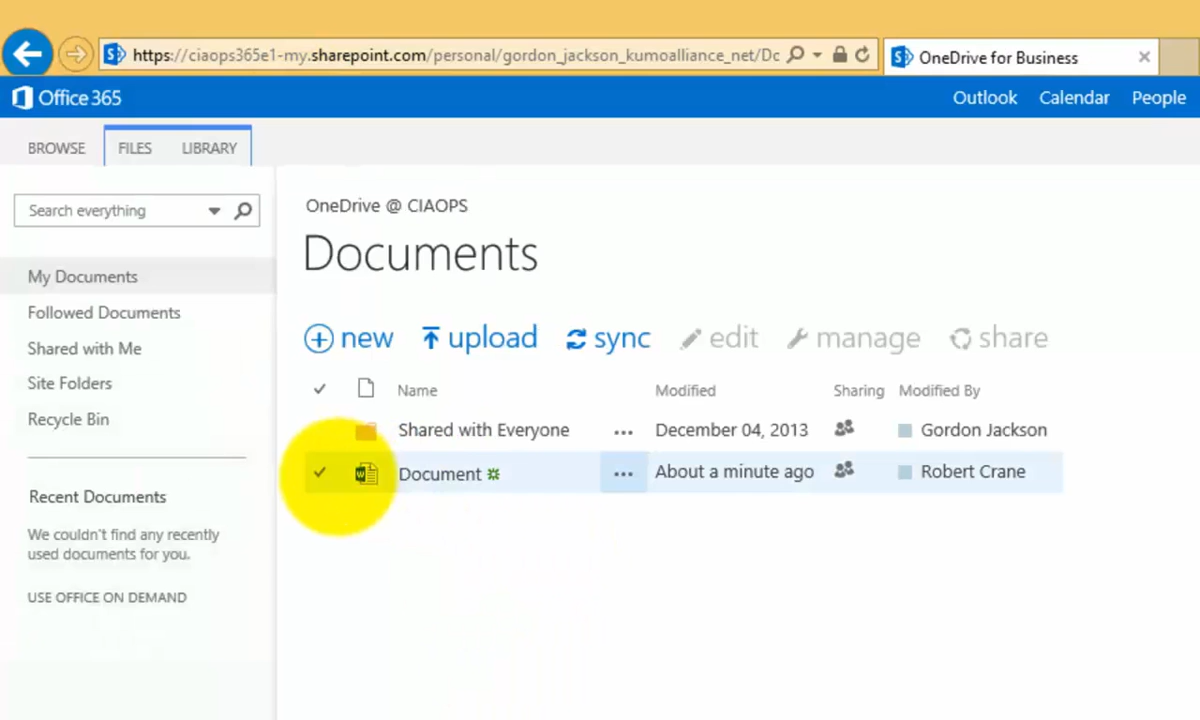 https://ciaops365e1-my.sharepoint.com/personal/gordon_jackson_kumoalliance_net/Dc
OneDrive for Business
Office 365
Outlook Calendar People
BROWSE FILES LIBRARY
Search everything
OneDrive @ CIAOPS
Documents
My Documents
Followed Documents
Shared with Me
Site Folders
Recycle Bin
Recent Documents
We couldn't find any recently
used documents for you.
USE OFFICE ON DEMAND
new upload sync edit manage share
Name Modified Sharing Modified By
Shared with Everyone ... December 04, 2013 Gordon Jackson
Document ... About a minute ago Robert Crane